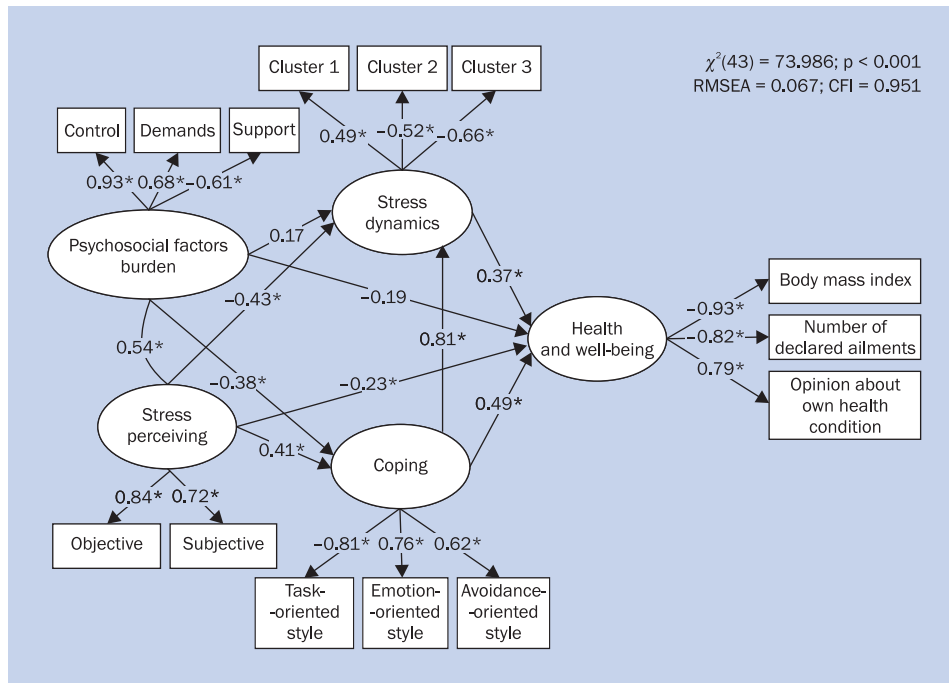 Cluster 1
Cluster 2
Cluster 3
χ²(43) = 73.986; p < 0.001
RMSEA = 0.067; CFI = 0.951
Control
Demands
Support
0.49*
−0.52*
−0.66*
0.93*
0.68*
−0.61*
Stress
dynamics
Psychosocial factors
burden
0.17
−0.43*
−0.19
0.37*
Body mass index
−0.93*
Health
and well-being
−0.82*
Number of
declared ailments
0.79*
Opinion about
own health
condition
0.54*
0.81*
−0.38*
−0.23*
0.49*
Stress
perceiving
0.41*
Coping
0.84*
0.72*
Objective
Subjective
−0.81*
0.76*
0.62*
Task-
-oriented
style
Emotion-
-oriented
style
Avoidance-
-oriented
style